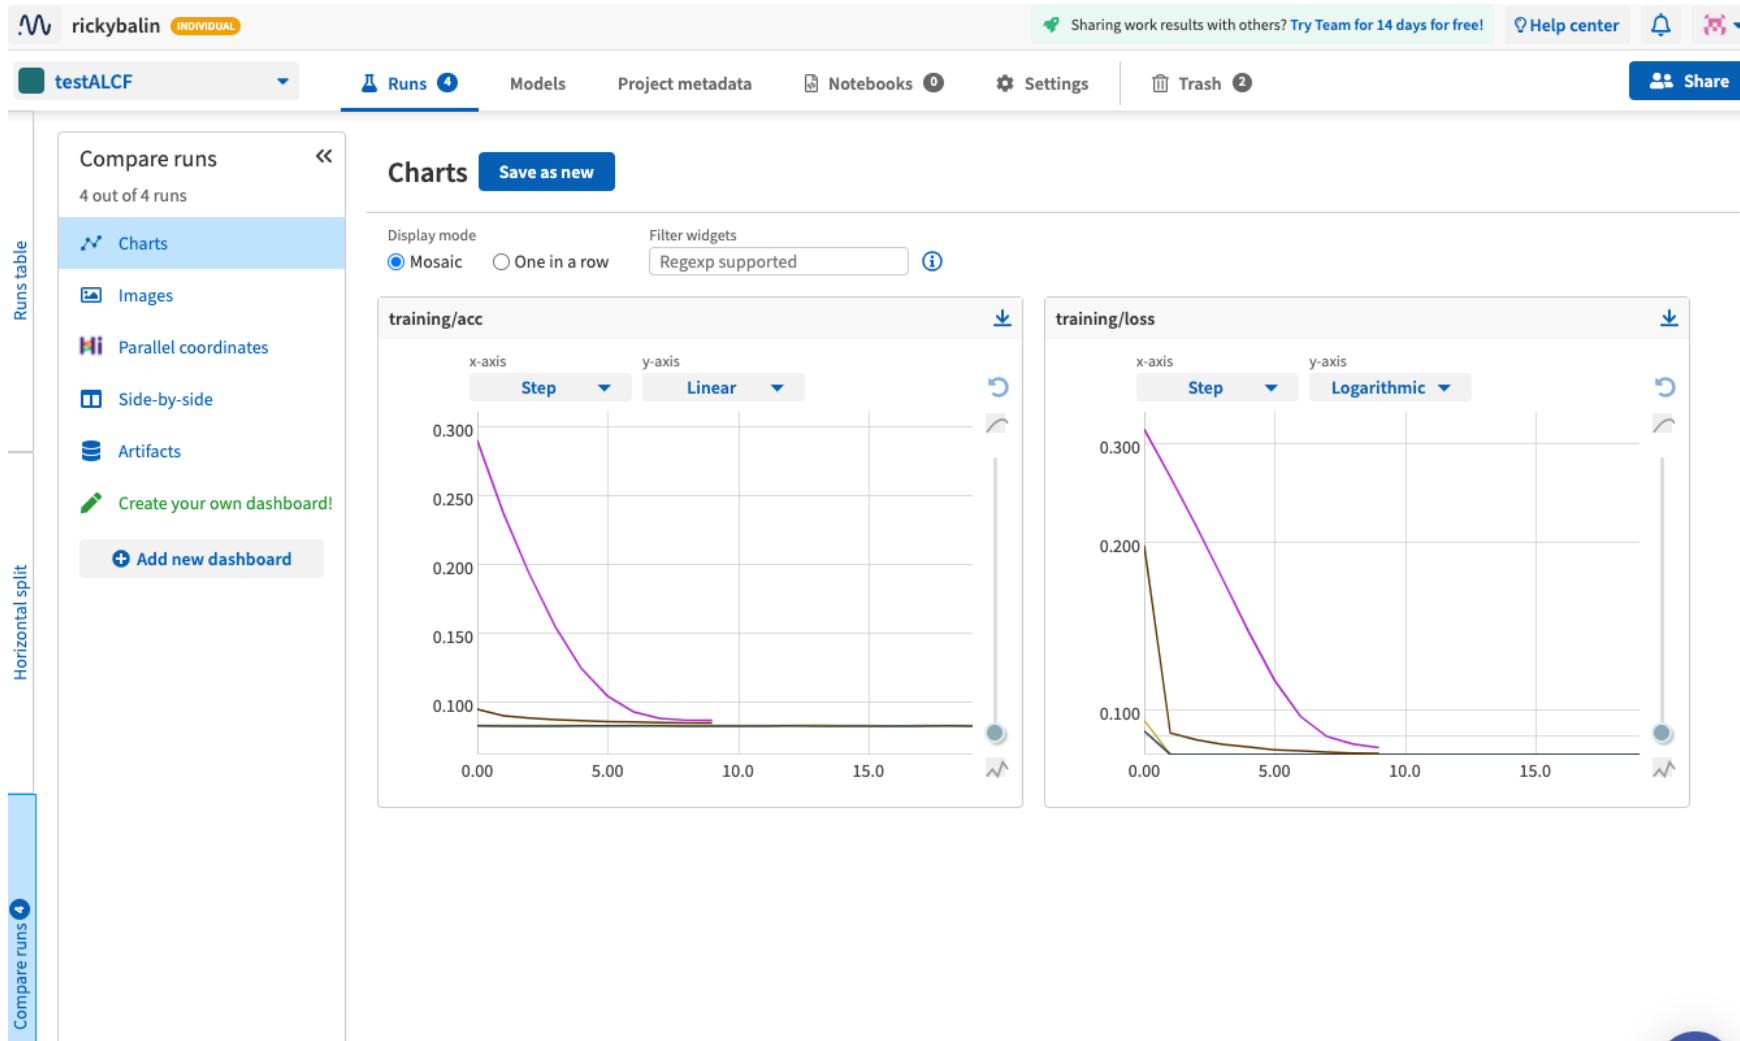 rickybalin INDIVIDUAL
Sharing work results with others? Try Team for 14 days for free!
Help center
testALCF
Runs 4
Models
Project metadata
Notebooks 0
Settings
Trash 2
Share
Runs table
Horizontal split
Compare runs 4
Compare runs
4 out of 4 runs
Charts
Images
Hi Parallel coordinates
Side-by-side
Artifacts
Create your own dashboard!
Add new dashboard
Charts Save as new
Display mode
Mosaic One in a row
Filter widgets
Regexp supported
training/acc
x-axis y-axis
Step Linear
0.300
0.250
0.200
0.150
0.100
0.00 5.00 10.0 15.0
training/loss
x-axis y-axis
Step Logarithmic
0.300
0.200
0.100
0.00 5.00 10.0 15.0